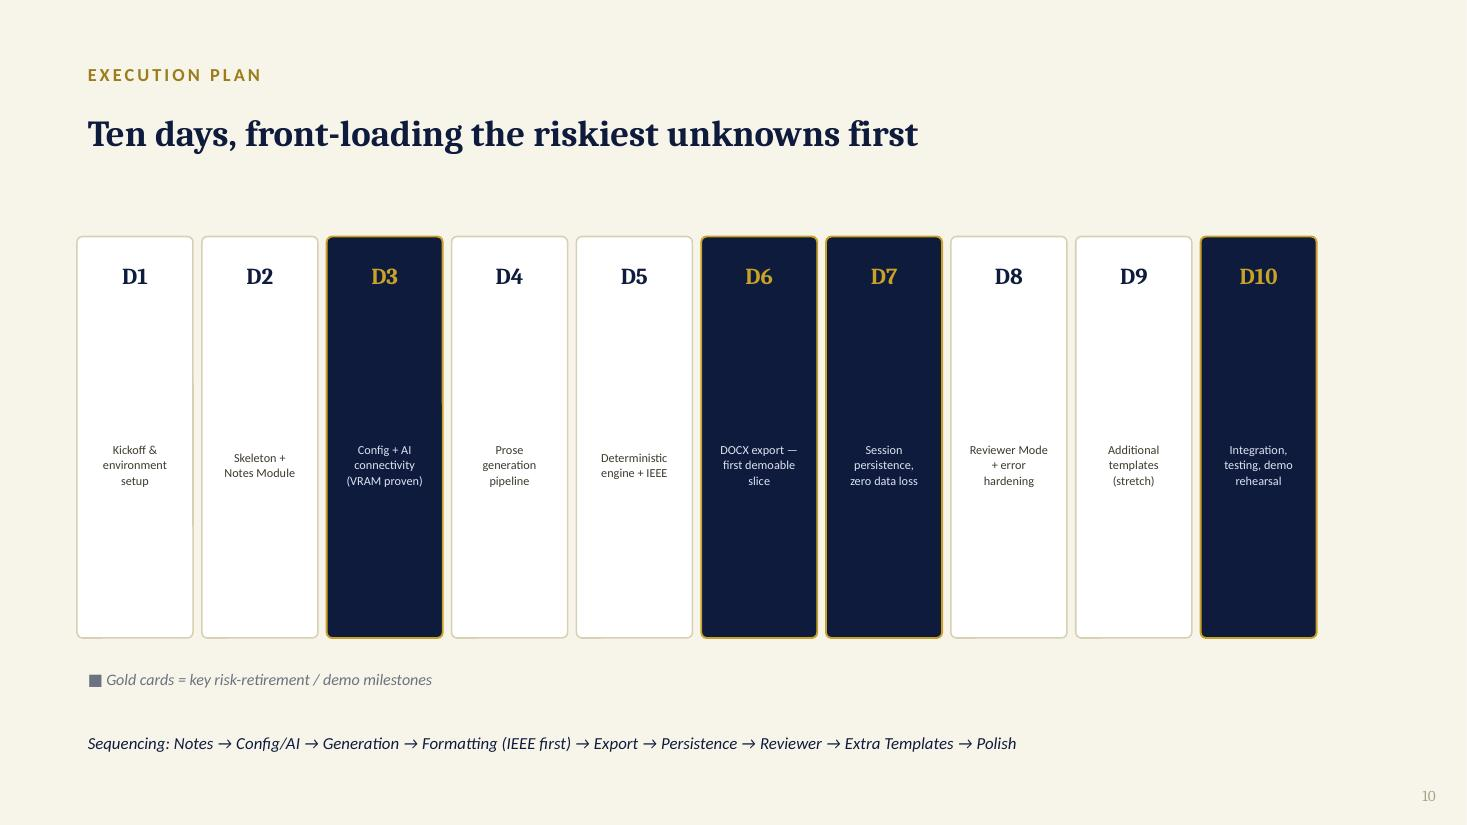 EXECUTION PLAN
Ten days, front-loading the riskiest unknowns first
D1
Kickoff &
environment
setup
D2
Skeleton +
Notes Module
D3
Config + AI
connectivity
(VRAM proven)
D4
Prose
generation
pipeline
D5
Deterministic
engine + IEEE
D6
DOCX export —
first demoable
slice
D7
Session
persistence,
zero data loss
D8
Reviewer Mode
+ error
hardening
D9
Additional
templates
(stretch)
D10
Integration,
testing, demo
rehearsal
■ Gold cards = key risk-retirement / demo milestones
Sequencing: Notes → Config/AI → Generation → Formatting (IEEE first) → Export → Persistence → Reviewer → Extra Templates → Polish
10